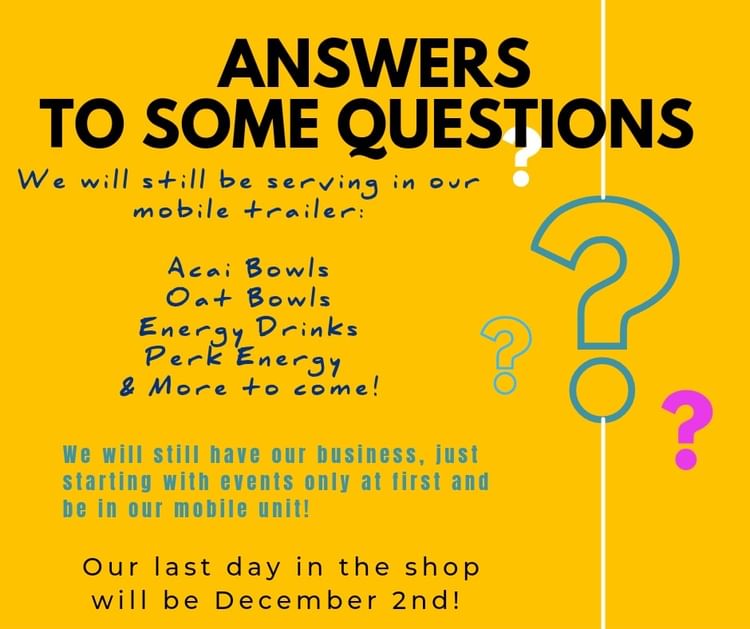 ANSWERS
TO SOME QUESTIONS
We will still be serving in our
mobile trailer:
Acai Bowls
Oat Bowls
Energy Drinks
Perk Energy
& More to come!
We will still have our business, just
starting with events only at first and
be in our mobile unit!
Our last day in the shop
will be December 2nd!